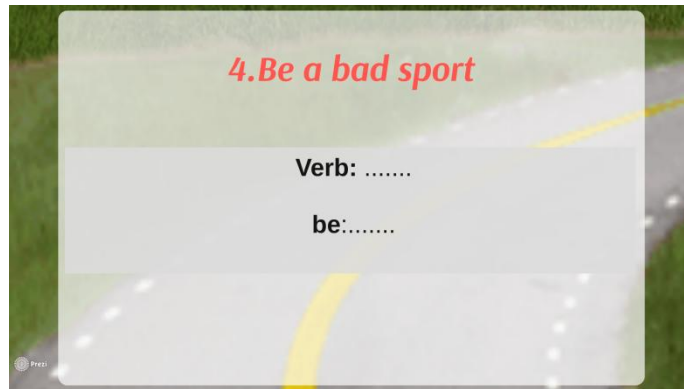 4.Be a bad sport
Verb: .......
be:.......
Prezi